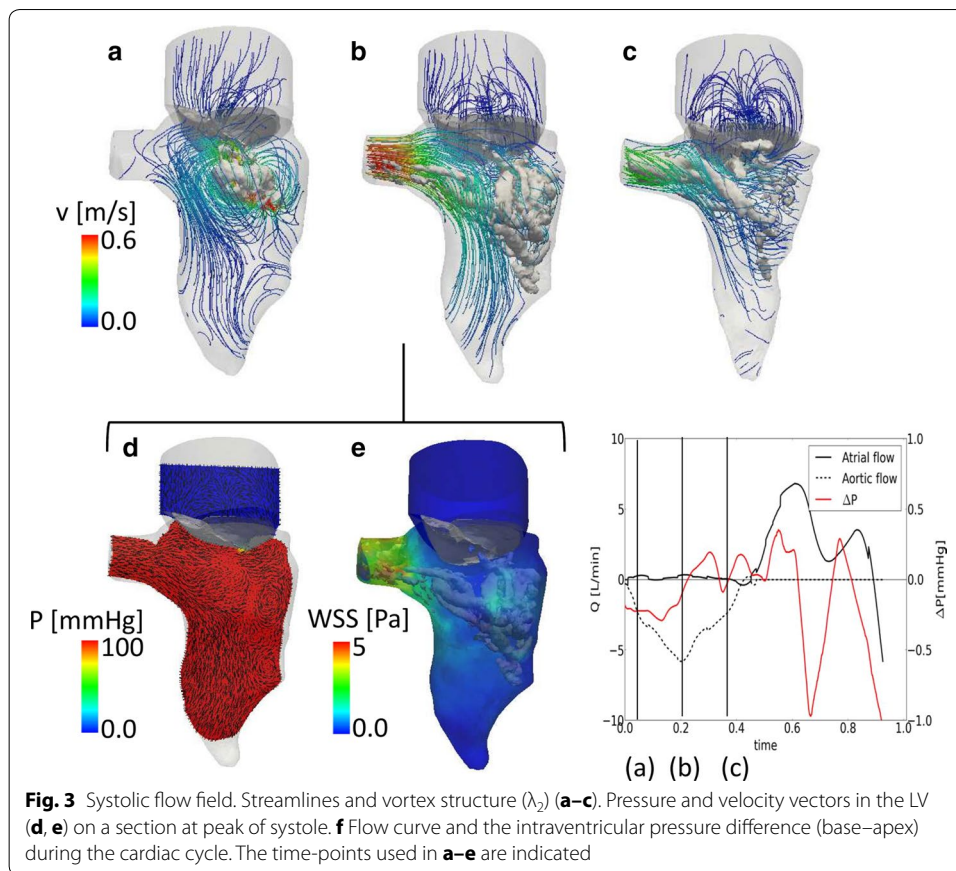 a
b
c
v [m/s]
0.6
0.0
d
e
P [mmHg]
100
0.0
WSS [Pa]
5
0.0
Atrial flow
Aortic flow
ΔP
10
5
0
−5
−10
Q [L/min]
1.0
0.5
0.0
−0.5
−1.0
ΔP[mmHg]
0.0 0.2 0.4 0.6 0.8 1.0
time
(a) (b) (c)
Fig. 3 Systolic flow field. Streamlines and vortex structure (λ₂) (a–c). Pressure and velocity vectors in the LV
(d, e) on a section at peak of systole. f Flow curve and the intraventricular pressure difference (base–apex)
during the cardiac cycle. The time-points used in a–e are indicated